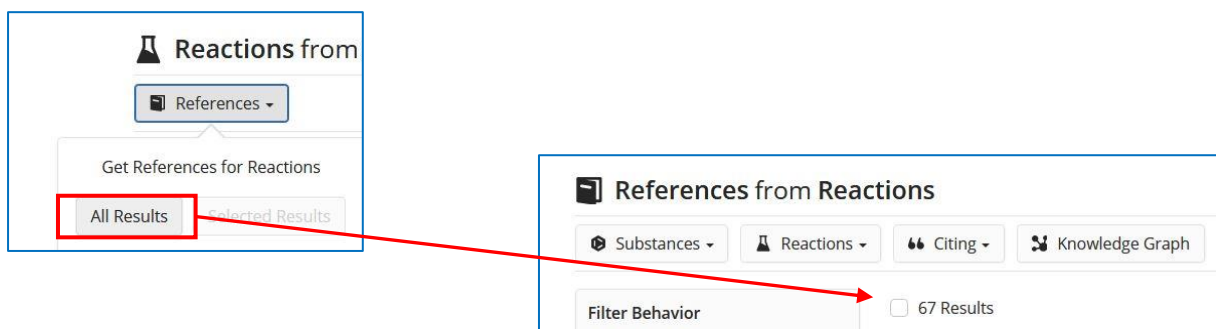 Reactions from
References
Get References for Reactions
All Results Selected Results
References from Reactions
Substances Reactions Citing Knowledge Graph
Filter Behavior 67 Results